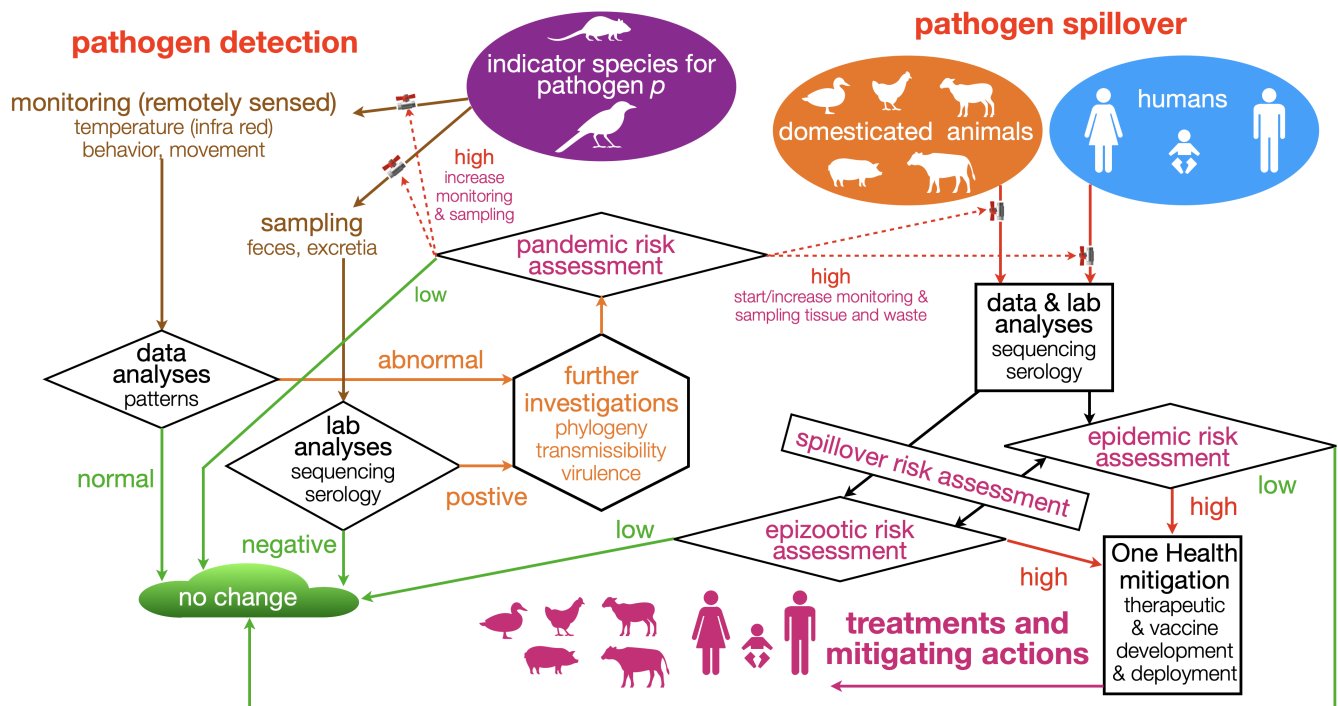 pathogen detection
pathogen spillover
indicator species for
pathogen p
monitoring (remotely sensed)
temperature (infra red)
behavior, movement
domesticated animals
humans
high
increase
monitoring
& sampling
sampling
feces, excretia
pandemic risk
assessment
low
high
start/increase monitoring &
sampling tissue and waste
data & lab
analyses
sequencing
serology
data
analyses
patterns
abnormal
further
investigations
phylogeny
transmissibility
virulence
lab
analyses
sequencing
serology
normal
postive
negative
spillover risk assessment
epidemic risk
assessment
low
high
low
epizootic risk
assessment
high
no change
One Health
mitigation
therapeutic
& vaccine
development
& deployment
treatments and
mitigating actions